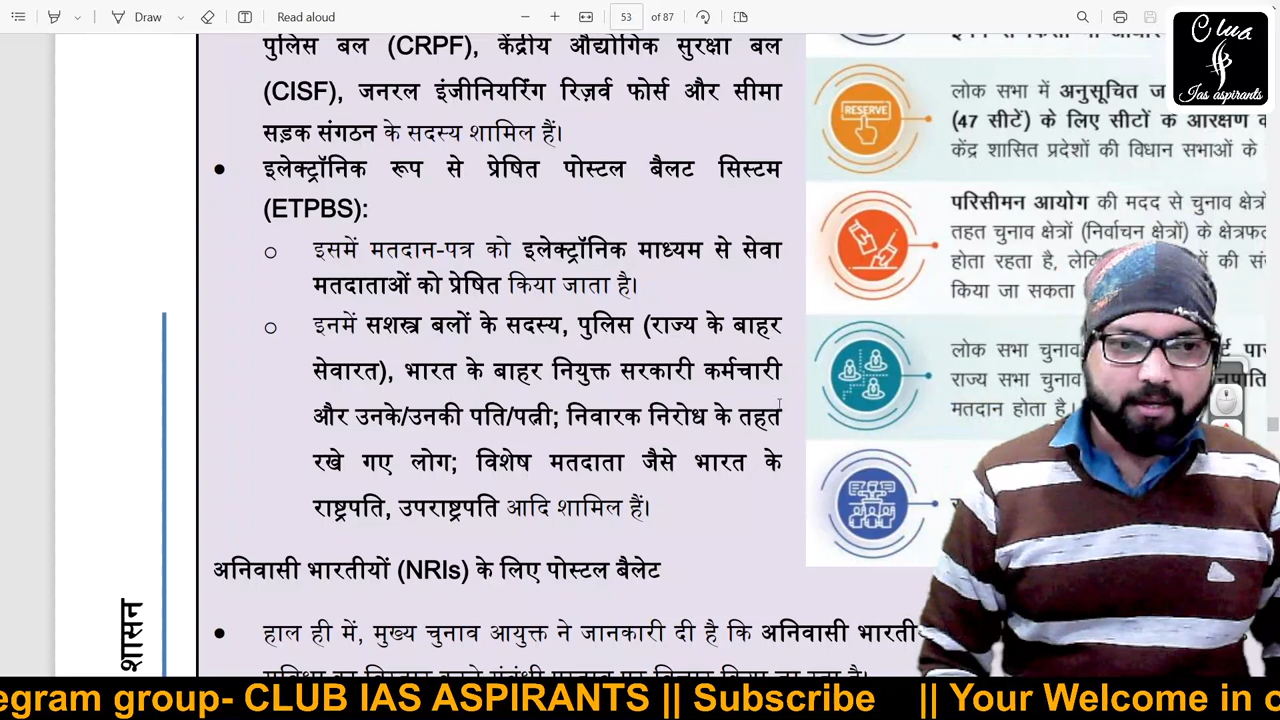 Draw
Read aloud
53 of 87
Club
Ias aspirants
पुलिस बल (CRPF), केंद्रीय औद्योगिक सुरक्षा बल
(CISF), जनरल इंजीनियरिंग रिज़र्व फोर्स और सीमा
सड़क संगठन के सदस्य शामिल हैं।
● इलेक्ट्रॉनिक रूप से प्रेषित पोस्टल बैलट सिस्टम
(ETPBS):
○ इसमें मतदान-पत्र को इलेक्ट्रॉनिक माध्यम से सेवा
मतदाताओं को प्रेषित किया जाता है।
○ इनमें सशस्त्र बलों के सदस्य, पुलिस (राज्य के बाहर
सेवारत), भारत के बाहर नियुक्त सरकारी कर्मचारी
और उनके/उनकी पति/पत्नी; निवारक निरोध के तहत
रखे गए लोग; विशेष मतदाता जैसे भारत के
राष्ट्रपति, उपराष्ट्रपति आदि शामिल हैं।
अनिवासी भारतीयों (NRIs) के लिए पोस्टल बैलेट
● हाल ही में, मुख्य चुनाव आयुक्त ने जानकारी दी है कि अनिवासी भारती
शासन
RESERVE
लोक सभा में अनुसूचित ज
(47 सीटें) के लिए सीटों क आरक्षण क
केंद्र शासित प्रदेशों की विधान सभाओं के
परिसीमन आयोग की मदद से चुनाव क्षेत्रों
तहत चुनाव क्षेत्रों (निर्वाचन क्षेत्रों) के क्षेत्रफल
होता रहता है, की सं
किया जा सकता
लोक सभा चुनाव
राज्य सभा चुनाव
मतदान होता है।
egram group- CLUB IAS ASPIRANTS || Subscribe || Your Welcome in c